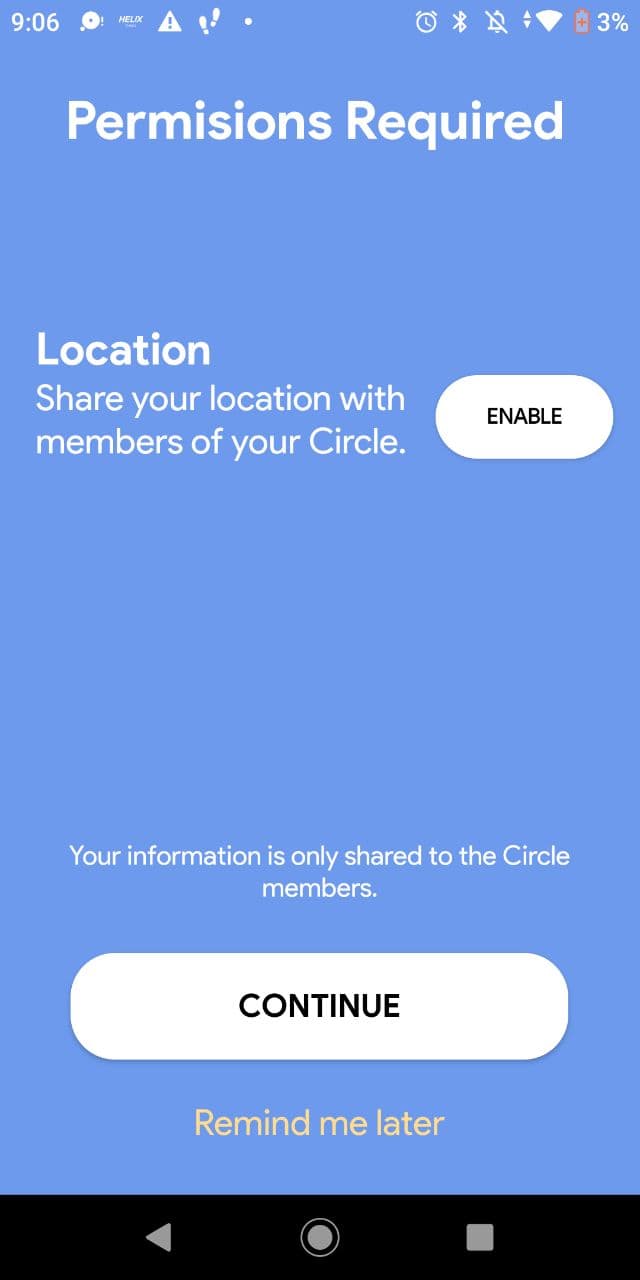 9:06 HELIX 3%
Permisions Required
Location
Share your location with
members of your Circle.
ENABLE
Your information is only shared to the Circle
members.
CONTINUE
Remind me later